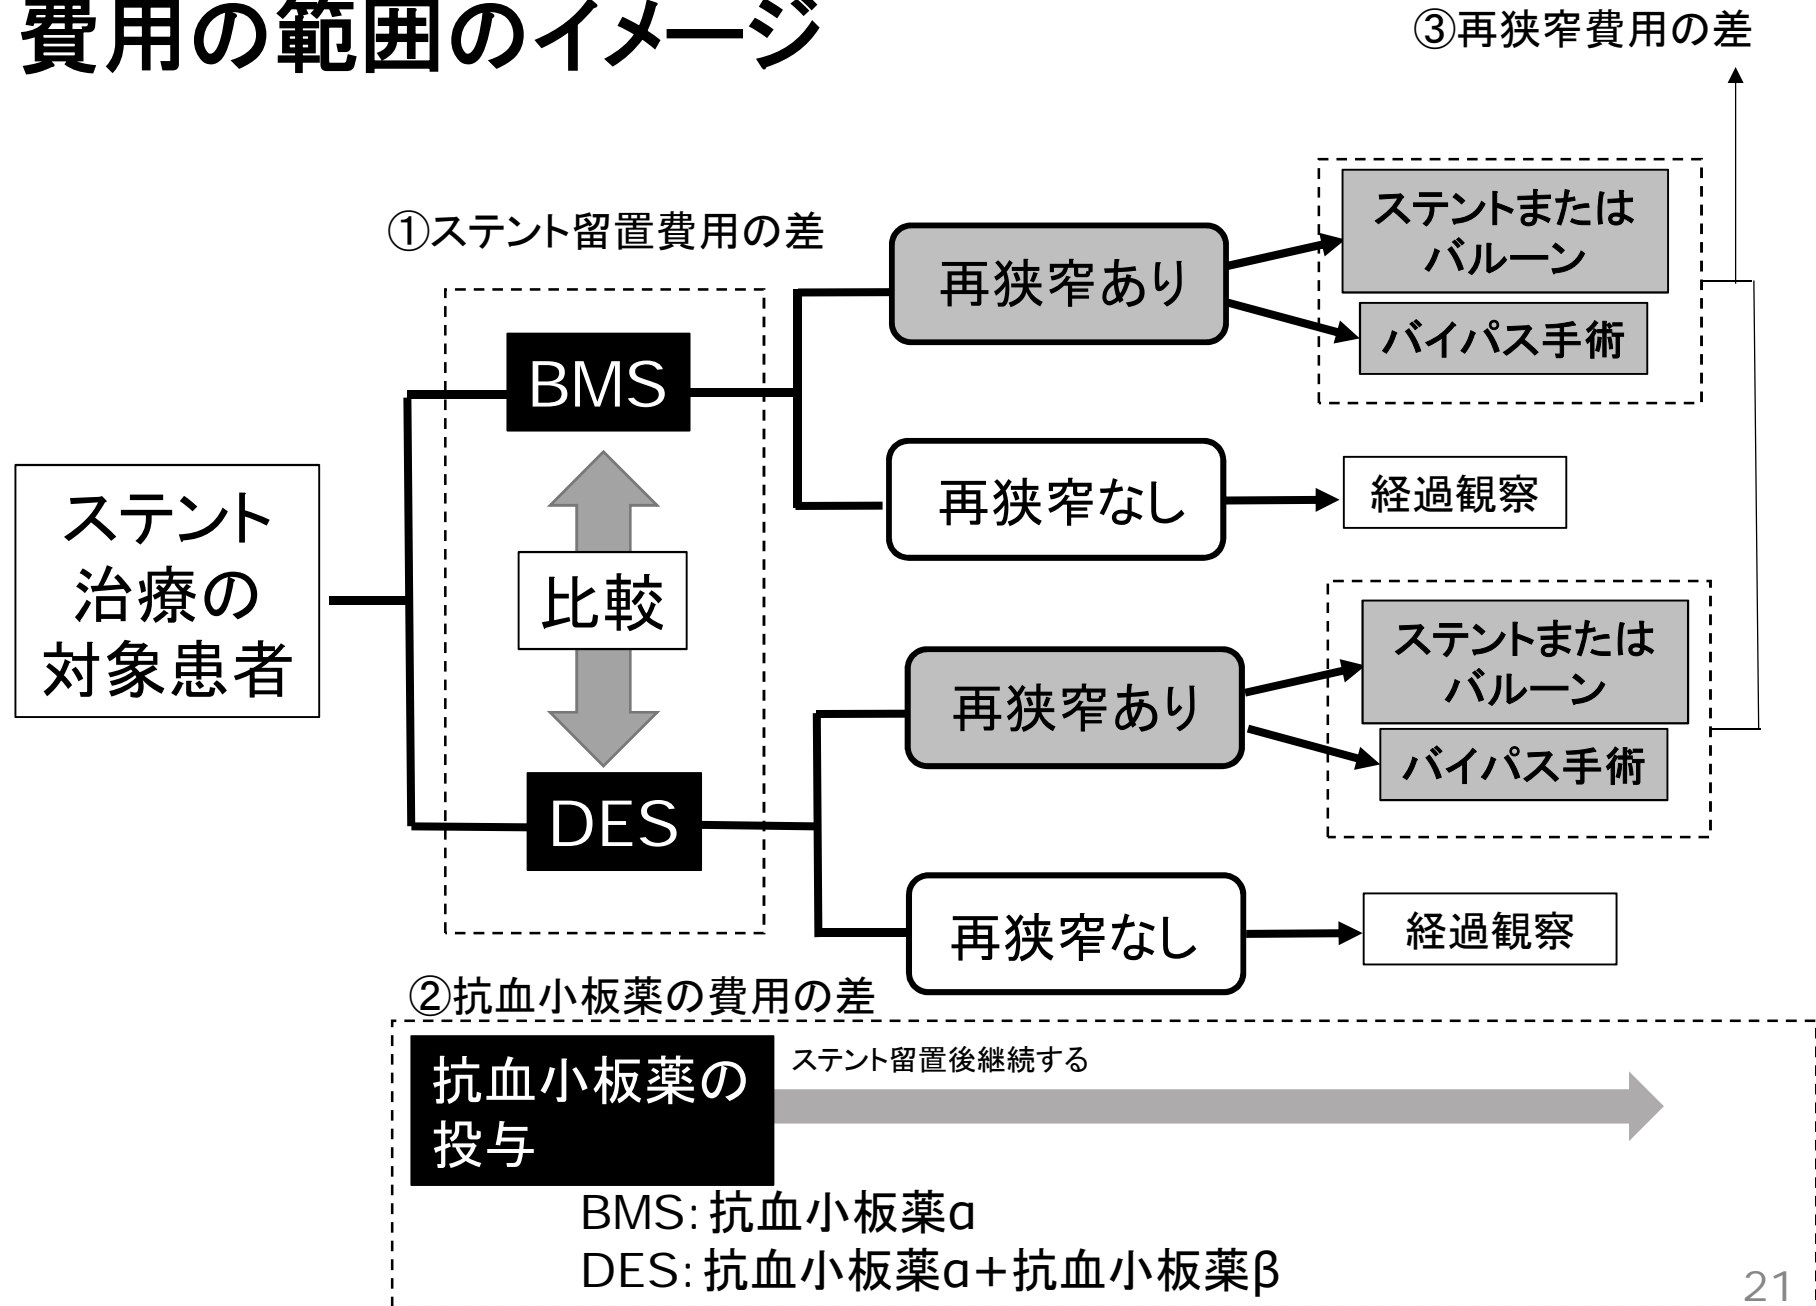 費用の範囲のイメージ
③再狭窄費用の差
①ステント留置費用の差
ステントまたは
バルーン
再狭窄あり
バイパス手術
BMS
再狭窄なし
経過観察
ステント
治療の
対象患者
比較
ステントまたは
バルーン
再狭窄あり
バイパス手術
DES
再狭窄なし
経過観察
②抗血小板薬の費用の差
抗血小板薬の
投与
ステント留置後継続する
BMS:抗血小板薬α
DES:抗血小板薬α+抗血小板薬β
21